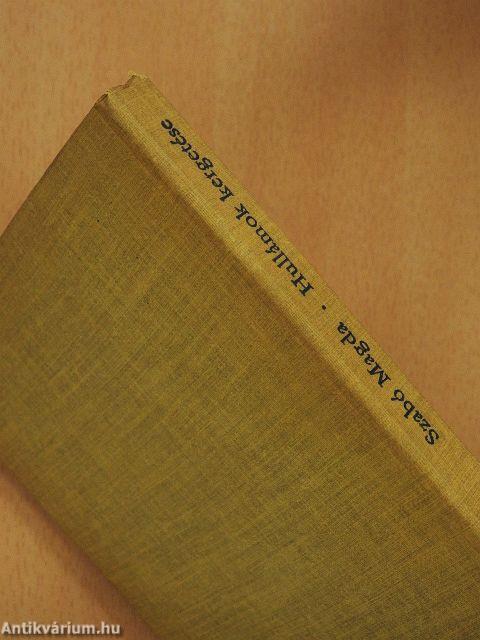 Szabó Magda · Hullámok kergetése
Antikvárium.hu